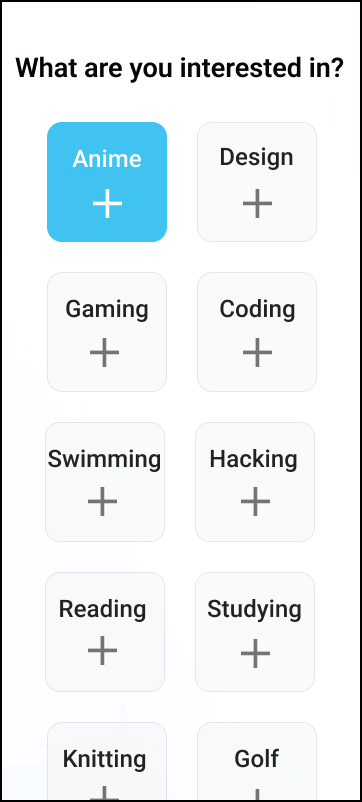 What are you interested in?
Anime
Design
Gaming
Coding
Swimming
Hacking
Reading
Studying
Knitting
Golf